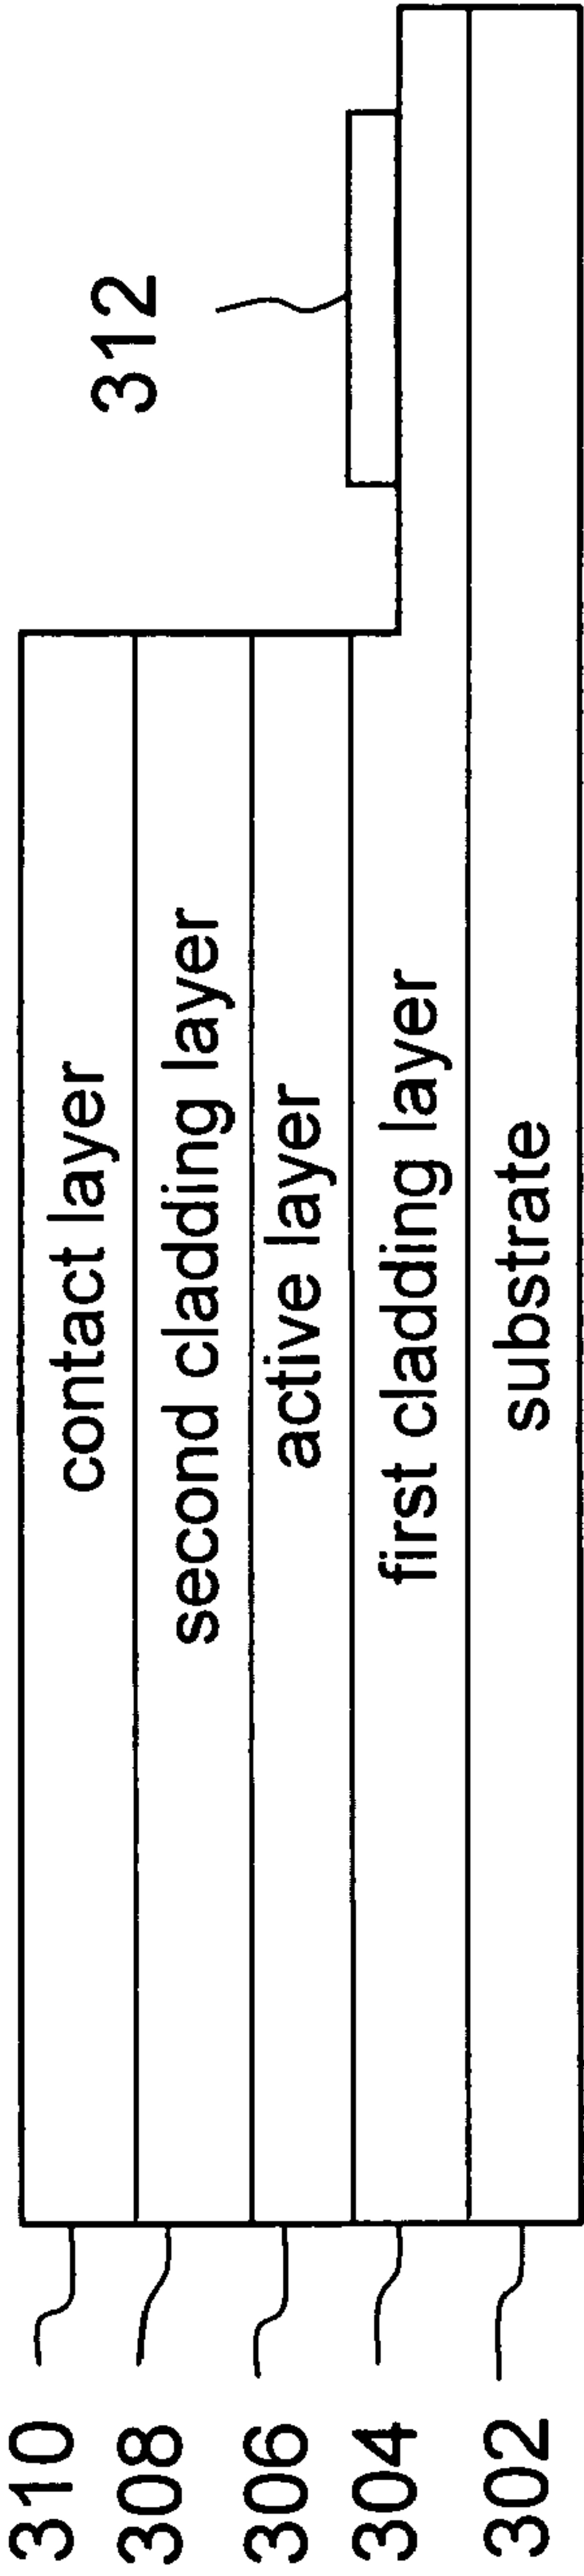 312
310
contact layer
308
second cladding layer
306
active layer
304
first cladding layer
302
substrate